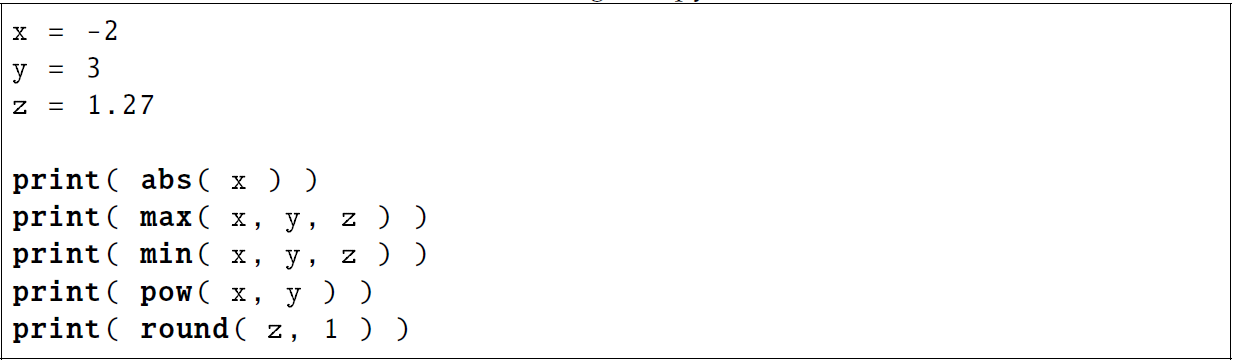 x = -2
y = 3
z = 1.27
print( abs( x ) )
print( max( x, y, z ) )
print( min( x, y, z ) )
print( pow( x, y ) )
print( round( z, 1 ) )